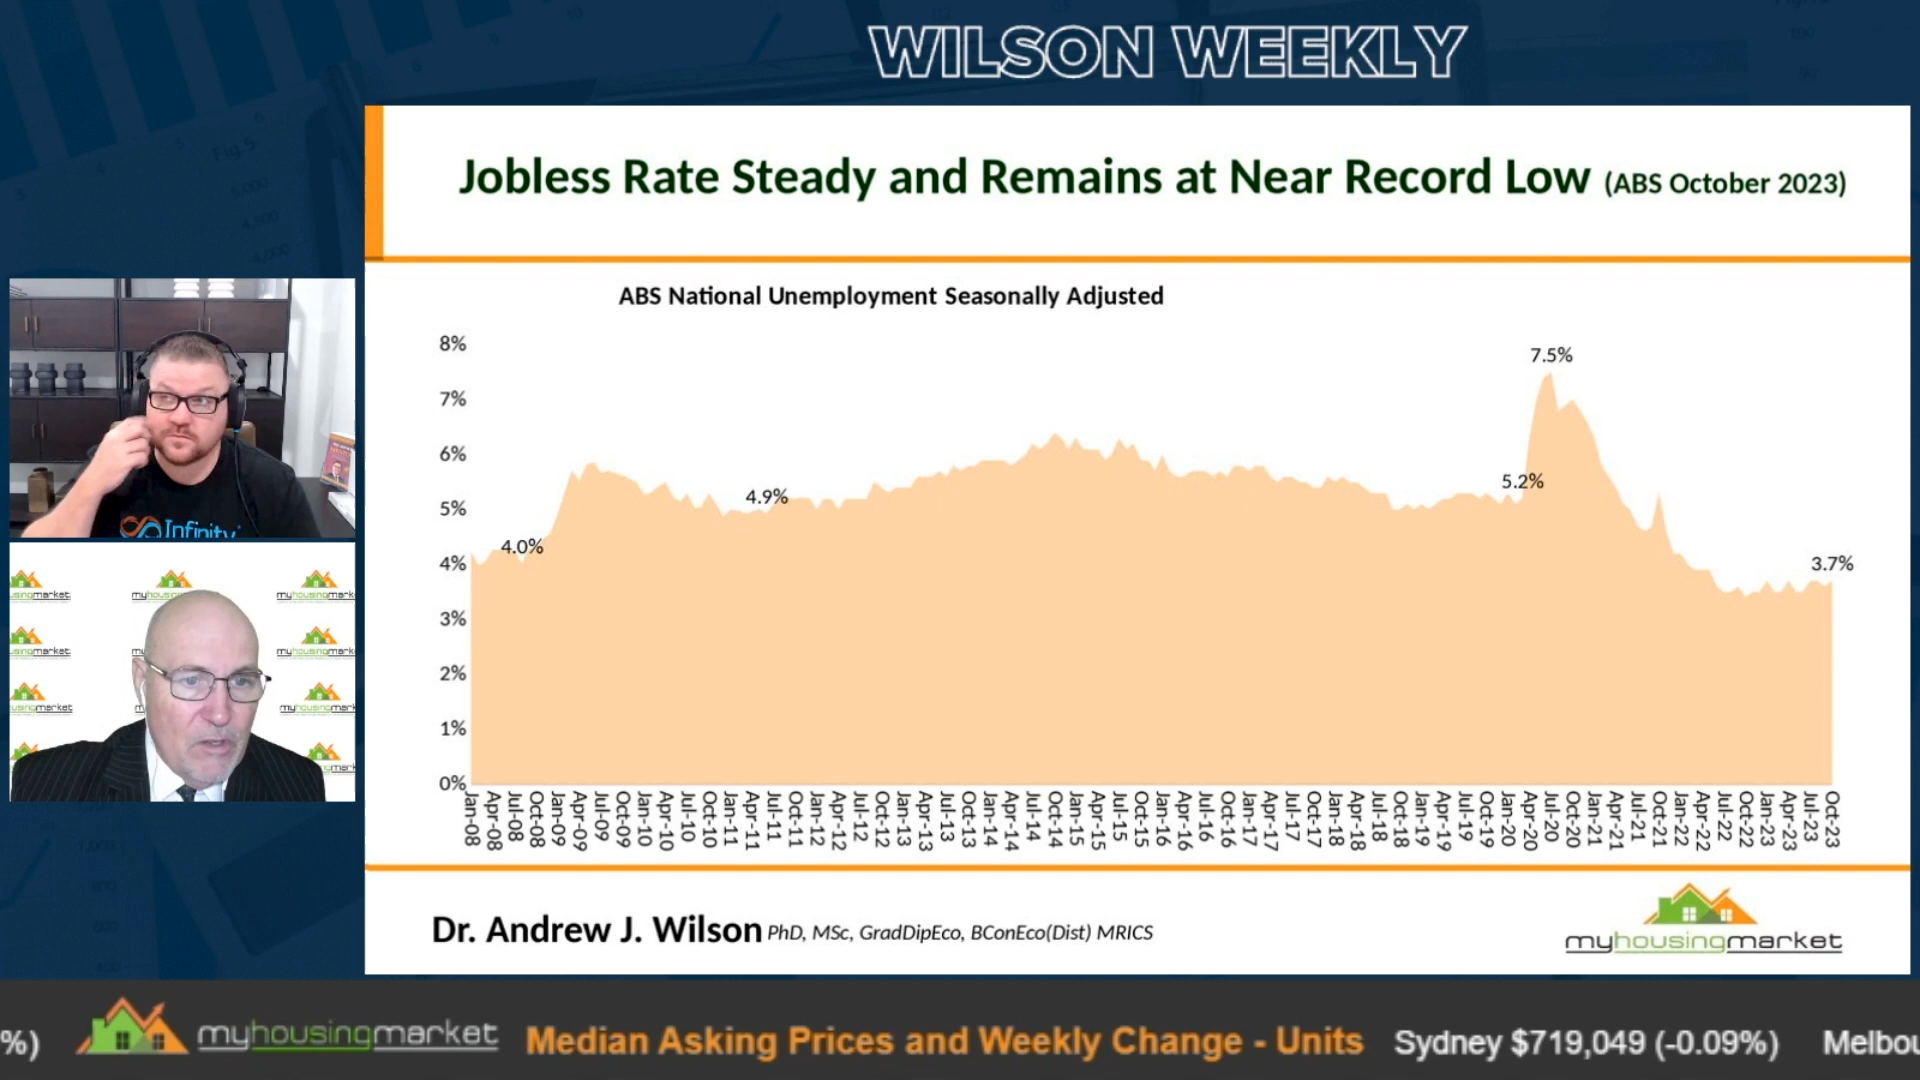 WILSON WEEKLY
Jobless Rate Steady and Remains at Near Record Low (ABS October 2023)
ABS National Unemployment Seasonally Adjusted
8%
7%
6%
5%
4%
3%
2%
1%
0%
4.0%
4.9%
5.2%
7.5%
3.7%
Jan-08 Apr-08 Jul-08 Oct-08 Jan-09 Apr-09 Jul-09 Oct-09 Jan-10 Apr-10 Jul-10 Oct-10 Jan-11 Apr-11 Jul-11 Oct-11 Jan-12 Apr-12 Jul-12 Oct-12 Jan-13 Apr-13 Jul-13 Oct-13 Jan-14 Apr-14 Jul-14 Oct-14 Jan-15 Apr-15 Jul-15 Oct-15 Jan-16 Apr-16 Jul-16 Oct-16 Jan-17 Apr-17 Jul-17 Oct-17 Jan-18 Apr-18 Jul-18 Oct-18 Jan-19 Apr-19 Jul-19 Oct-19 Jan-20 Apr-20 Jul-20 Oct-20 Jan-21 Apr-21 Jul-21 Oct-21 Jan-22 Apr-22 Jul-22 Oct-22 Jan-23 Apr-23 Jul-23 Oct-23
Infinity
Dr. Andrew J. Wilson PhD, MSc, GradDipEco, BConEco(Dist) MRICS
myhousingmarket
%) myhousingmarket Median Asking Prices and Weekly Change - Units Sydney $719,049 (-0.09%) Melbou